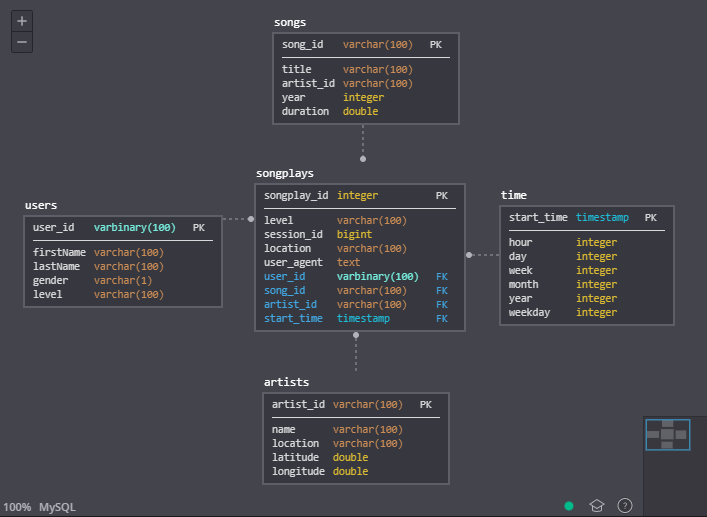 +
−
songs
song_id varchar(100) PK
title varchar(100)
artist_id varchar(100)
year integer
duration double
songplays
songplay_id integer PK
level varchar(100)
session_id bigint
location varchar(100)
user_agent text
user_id varbinary(100) FK
song_id varchar(100) FK
artist_id varchar(100) FK
start_time timestamp FK
users
user_id varbinary(100) PK
firstName varchar(100)
lastName varchar(100)
gender varchar(1)
level varchar(100)
time
start_time timestamp PK
hour integer
day integer
week integer
month integer
year integer
weekday integer
artists
artist_id varchar(100) PK
name varchar(100)
location varchar(100)
latitude double
longitude double
100% MySQL
?